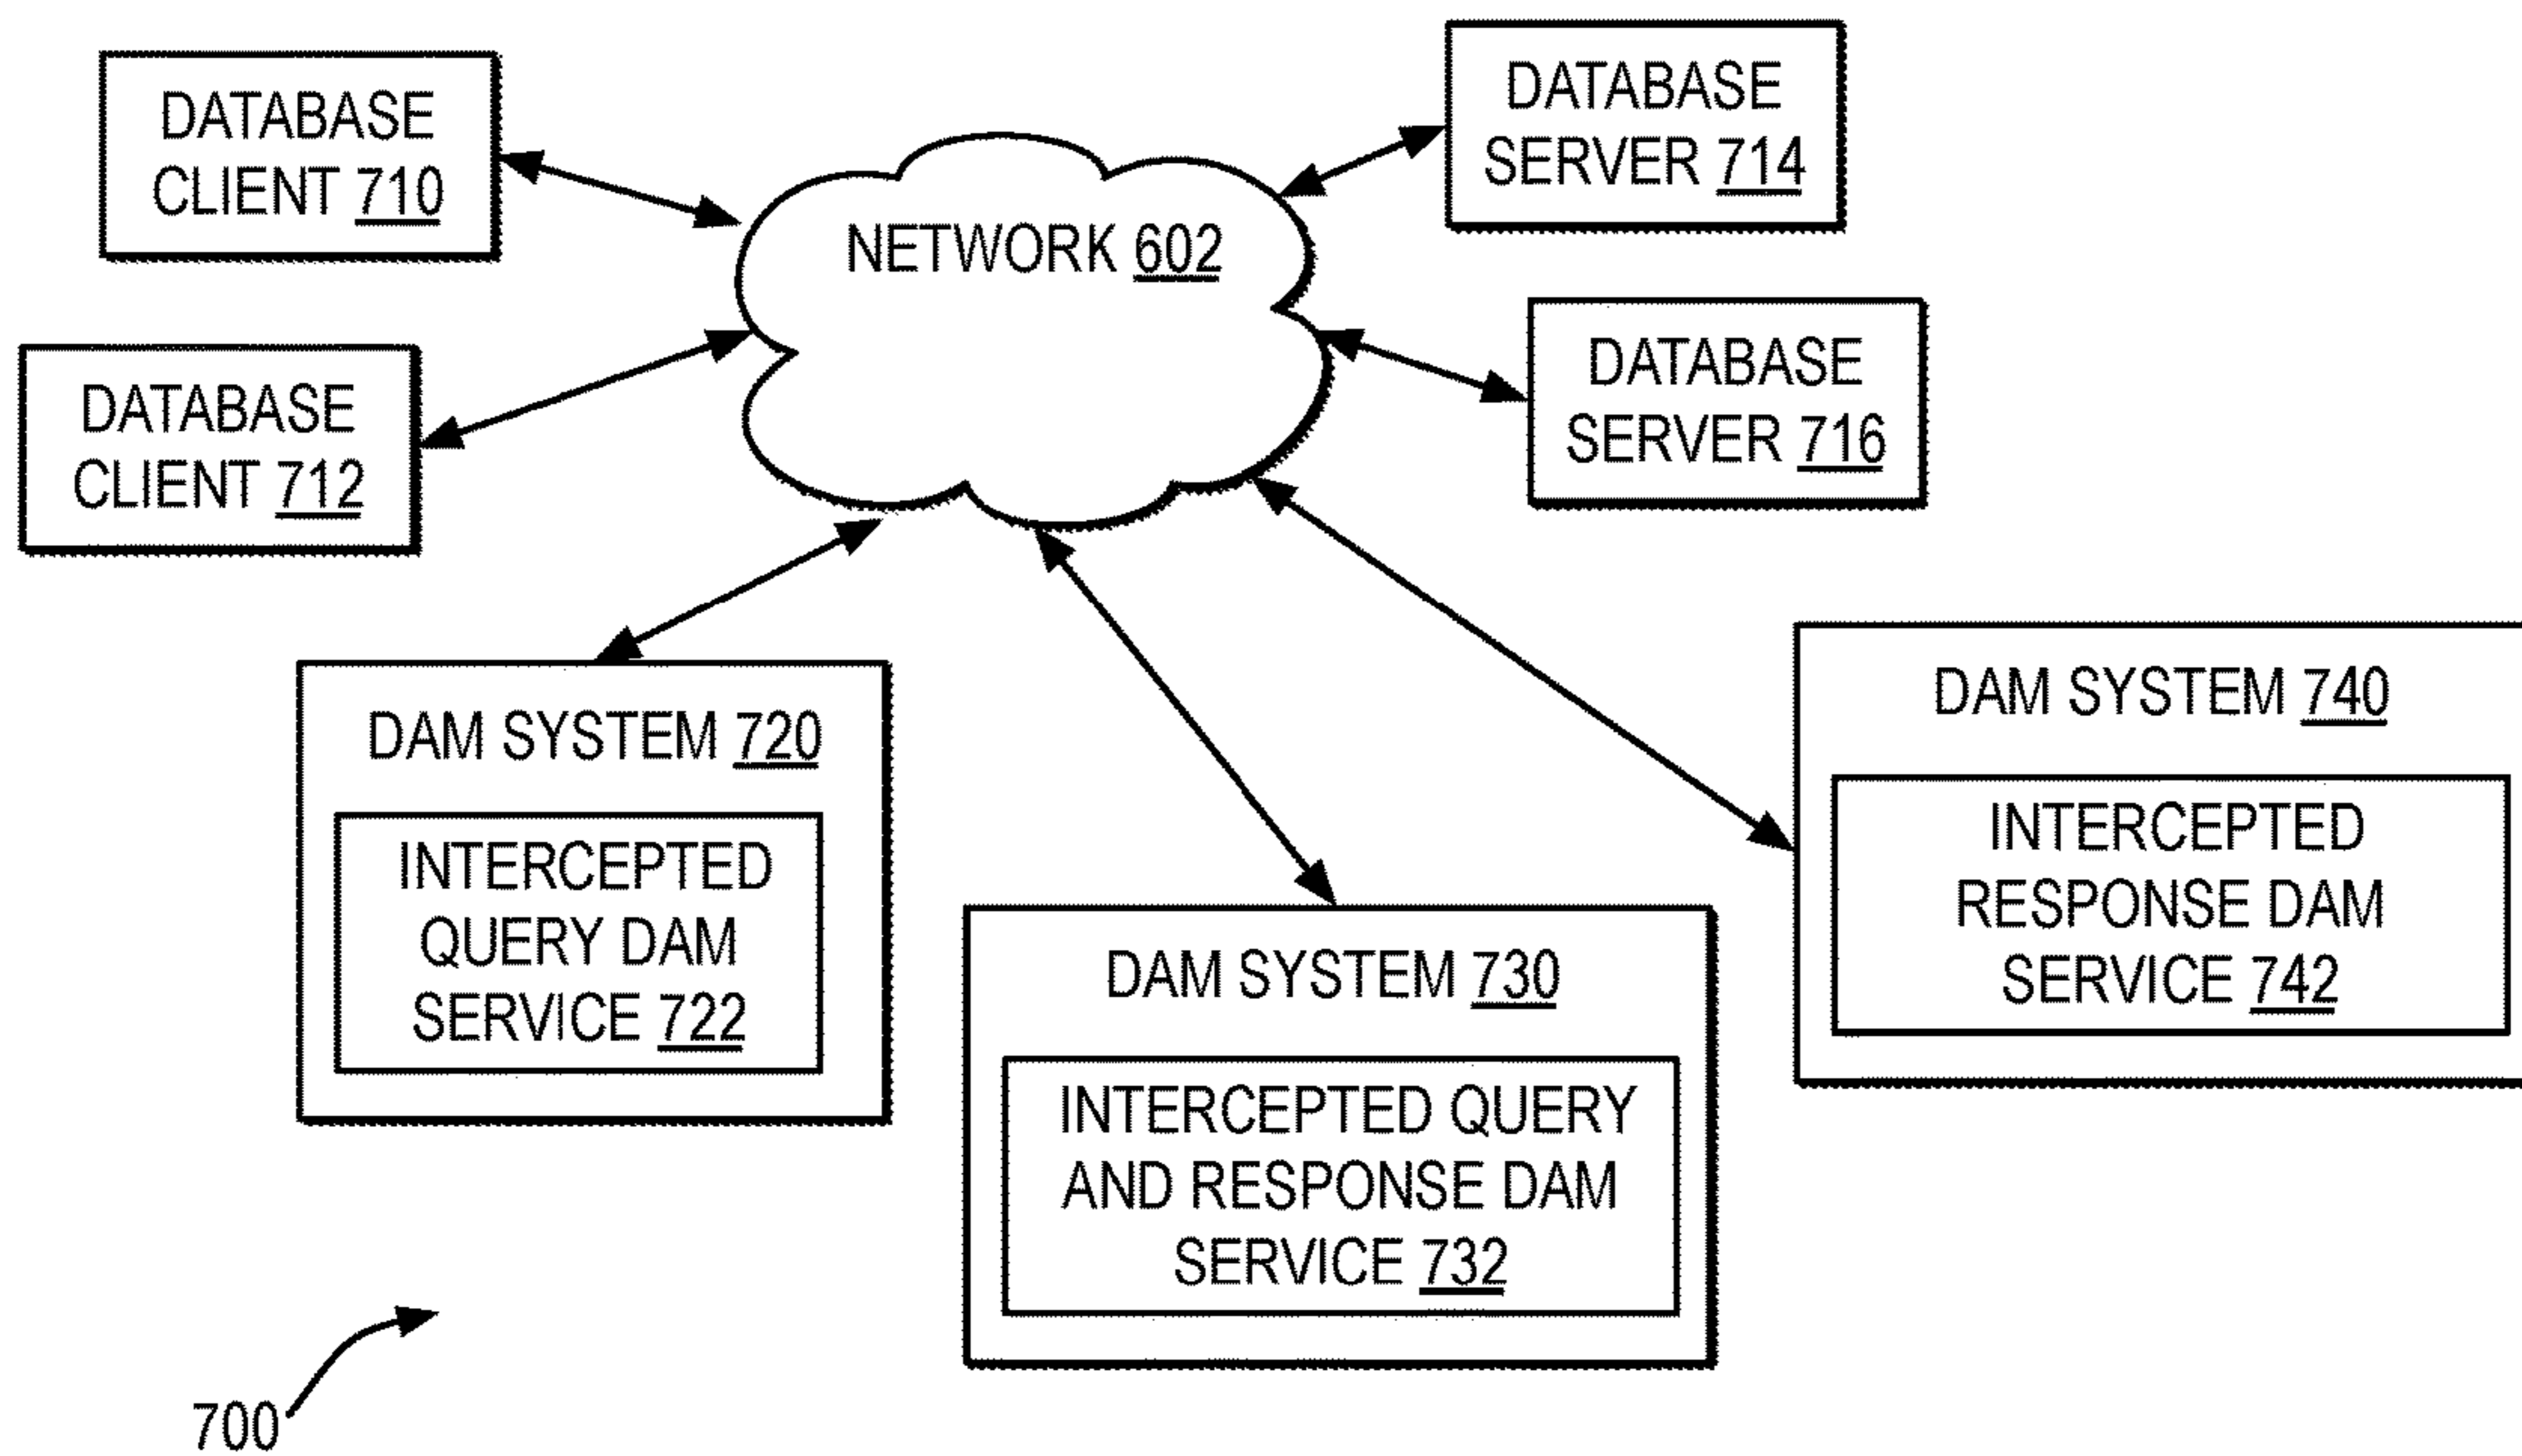 DATABASE
CLIENT 710
DATABASE
SERVER 714
NETWORK 602
DATABASE
CLIENT 712
DATABASE
SERVER 716
DAM SYSTEM 720
INTERCEPTED
QUERY DAM
SERVICE 722
DAM SYSTEM 730
INTERCEPTED QUERY
AND RESPONSE DAM
SERVICE 732
DAM SYSTEM 740
INTERCEPTED
RESPONSE DAM
SERVICE 742
700